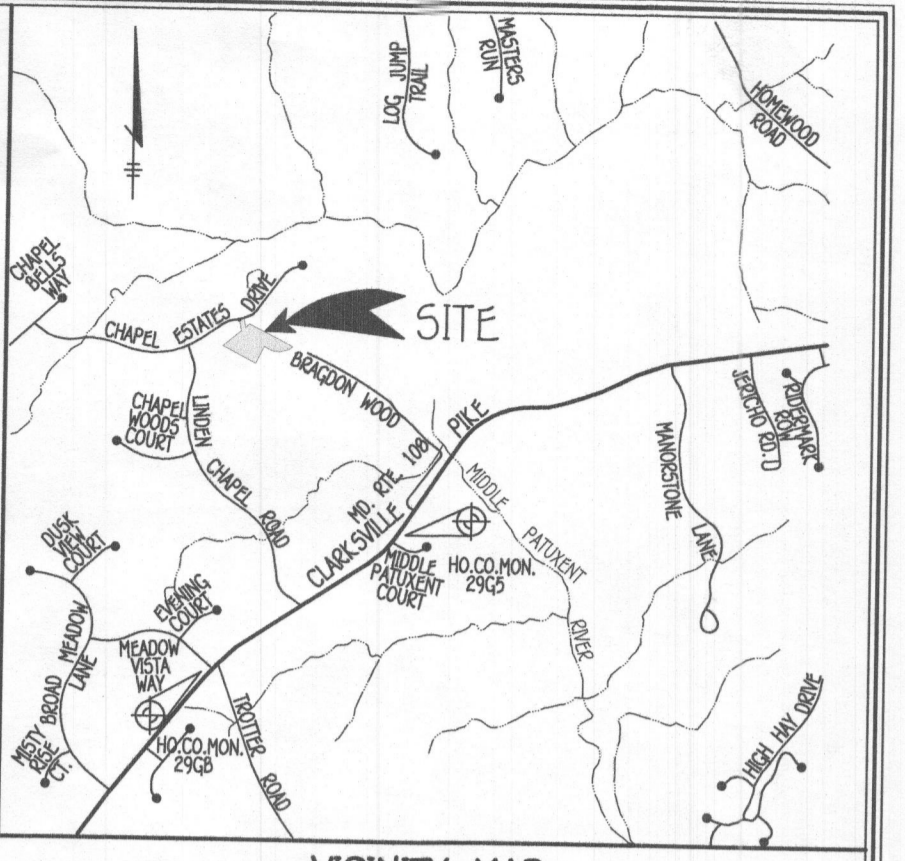 LOG JUMP
TRAIL
MASTERS
RUN
HOMEWOOD
ROAD
CHAPEL
BELLS
WAY
CHAPEL ESTATES DRIVE
SITE
BRAGDON WOOD
CHAPEL
WOODS
COURT
LINDEN CHAPEL ROAD
MD. RTE. 108
CLARKSVILLE PIKE
MANORSTONE LANE
JERICHO RD.D
RIDERMARK
ROW
MIDDLE PATUXENT RIVER
MIDDLE
PATUXENT
COURT
HO.CO.MON.
29G5
DUSK
VIEW
COURT
EVENING
COURT
MEADOW
VISTA
WAY
BROAD MEADOW
LANE
MISTY
RISE
CT.
HO.CO.MON.
29GB
TROTTER ROAD
HIGH HAY DRIVE
VICINITY MAP